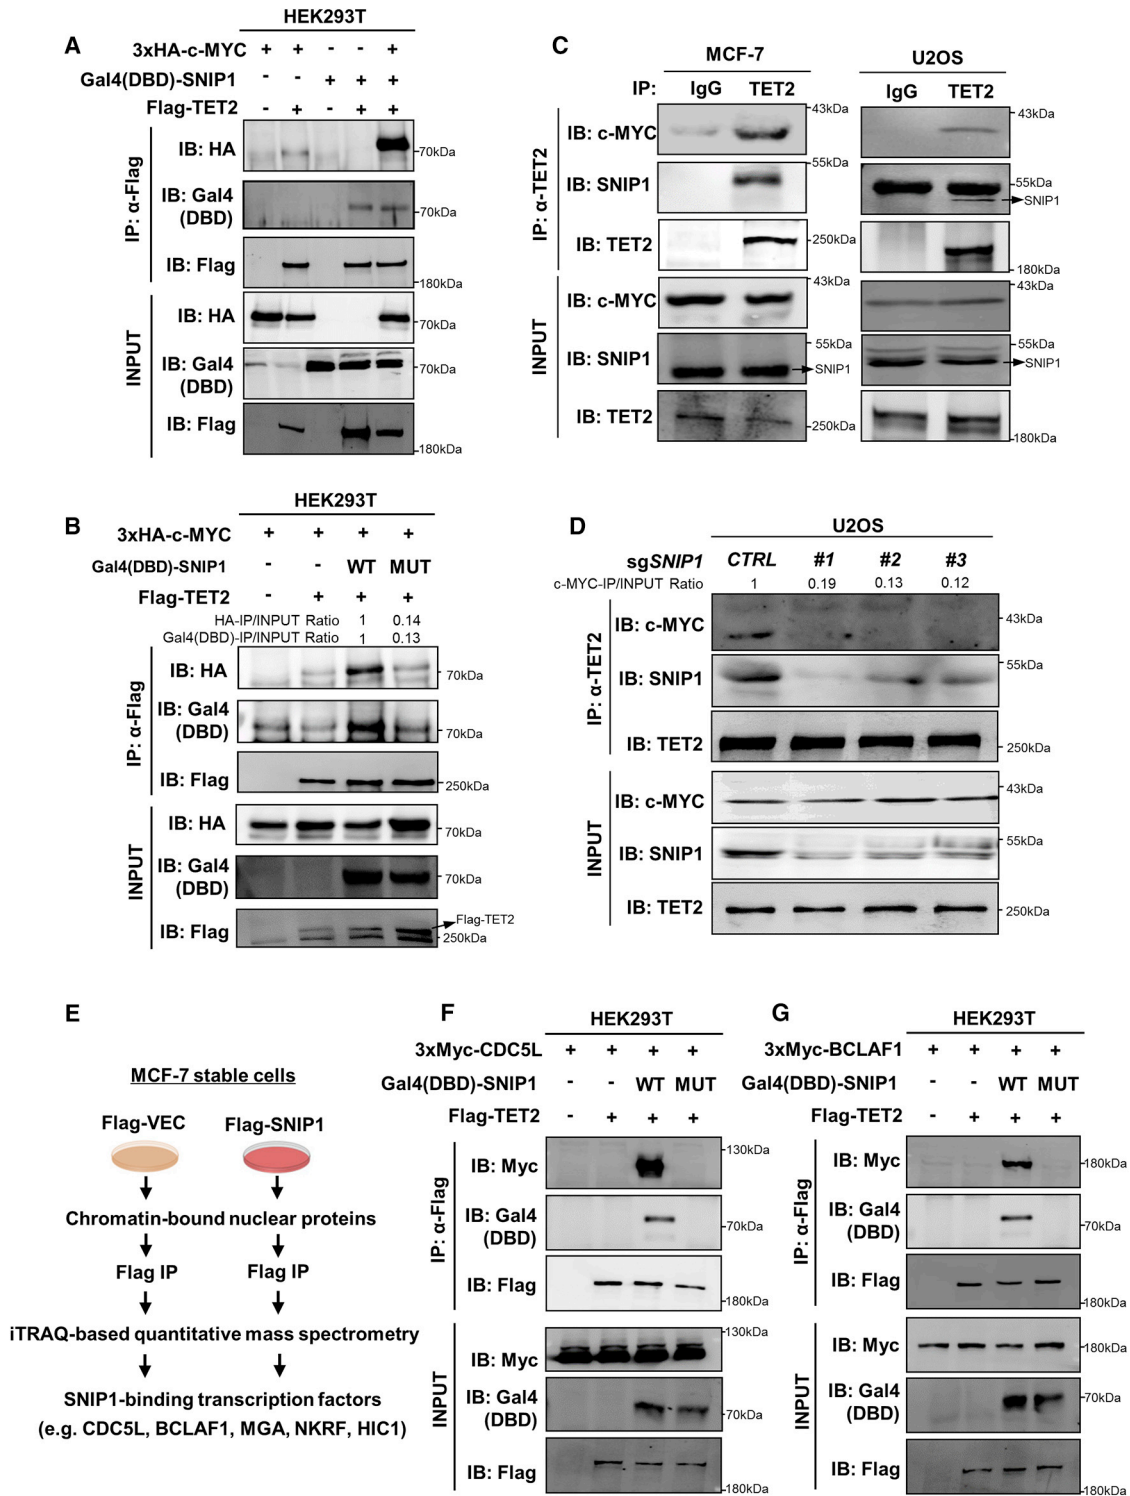 A
HEK293T
3xHA-c-MYC + + - - +
Gal4(DBD)-SNIP1 - - + + +
Flag-TET2 - + - + +
IP: α-Flag
IB: HA
70kDa
IB: Gal4
(DBD)
70kDa
IB: Flag
180kDa
INPUT
IB: HA
70kDa
IB: Gal4
(DBD)
70kDa
IB: Flag
180kDa
C
MCF-7
U2OS
IP: IgG TET2 IgG TET2
IP: α-TET2
IB: c-MYC
43kDa
43kDa
IB: SNIP1
55kDa
55kDa
SNIP1
IB: TET2
250kDa
180kDa
INPUT
IB: c-MYC
43kDa
43kDa
IB: SNIP1
55kDa
SNIP1
55kDa
SNIP1
IB: TET2
250kDa
180kDa
B
HEK293T
3xHA-c-MYC + + + +
Gal4(DBD)-SNIP1 - - WT MUT
Flag-TET2 - + + +
HA-IP/INPUT Ratio 1 0.14
Gal4(DBD)-IP/INPUT Ratio 1 0.13
IP: α-Flag
IB: HA
70kDa
IB: Gal4
(DBD)
70kDa
IB: Flag
250kDa
INPUT
IB: HA
70kDa
IB: Gal4
(DBD)
70kDa
IB: Flag
Flag-TET2
250kDa
D
U2OS
sgSNIP1 CTRL #1 #2 #3
c-MYC-IP/INPUT Ratio 1 0.19 0.13 0.12
IP: α-TET2
IB: c-MYC
43kDa
IB: SNIP1
55kDa
IB: TET2
250kDa
INPUT
IB: c-MYC
43kDa
IB: SNIP1
55kDa
IB: TET2
250kDa
E
MCF-7 stable cells
Flag-VEC Flag-SNIP1
Chromatin-bound nuclear proteins
Flag IP Flag IP
iTRAQ-based quantitative mass spectrometry
SNIP1-binding transcription factors
(e.g. CDC5L, BCLAF1, MGA, NKRF, HIC1)
F
HEK293T
3xMyc-CDC5L + + + +
Gal4(DBD)-SNIP1 - - WT MUT
Flag-TET2 - + + +
IP: α-Flag
IB: Myc
130kDa
IB: Gal4
(DBD)
70kDa
IB: Flag
180kDa
INPUT
IB: Myc
130kDa
IB: Gal4
(DBD)
70kDa
IB: Flag
180kDa
G
HEK293T
3xMyc-BCLAF1 + + + +
Gal4(DBD)-SNIP1 - - WT MUT
Flag-TET2 - + + +
IP: α-Flag
IB: Myc
180kDa
IB: Gal4
(DBD)
70kDa
IB: Flag
180kDa
INPUT
IB: Myc
180kDa
IB: Gal4
(DBD)
70kDa
IB: Flag
180kDa